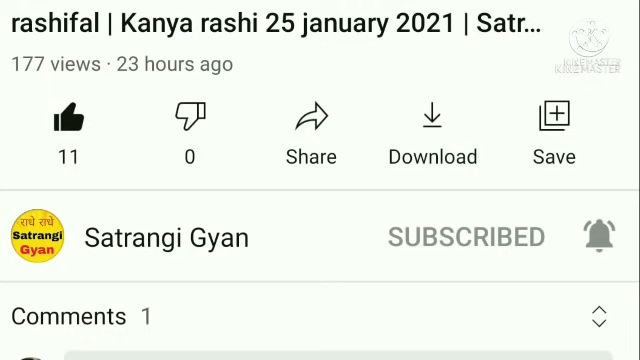 rashifal | Kanya rashi 25 january 2021 | Satr...
KINEMASTER
177 views · 23 hours ago
11
0
Share
Download
Save
राधे राधे
Satrangi
Gyan
Satrangi Gyan
SUBSCRIBED
Comments 1